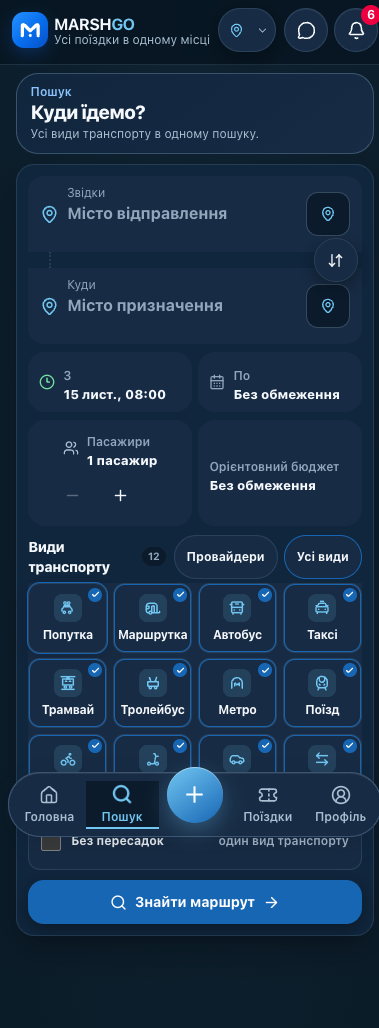 MARSHGO
Усі поїздки в одному місці
6
Пошук
Куди їдемо?
Усі види транспорту в одному пошуку.
Звідки
Місто відправлення
Куди
Місто призначення
З
15 лист., 08:00
По
Без обмеження
Пасажири
1 пасажир
Орієнтовний бюджет
Без обмеження
Види
транспорту
12
Провайдери
Усі види
Попутка
Маршрутка
Автобус
Таксі
Трамвай
Тролейбус
Метро
Поїзд
Головна
Пошук
Поїздки
Профіль
Без пересадок
один вид транспорту
Знайти маршрут